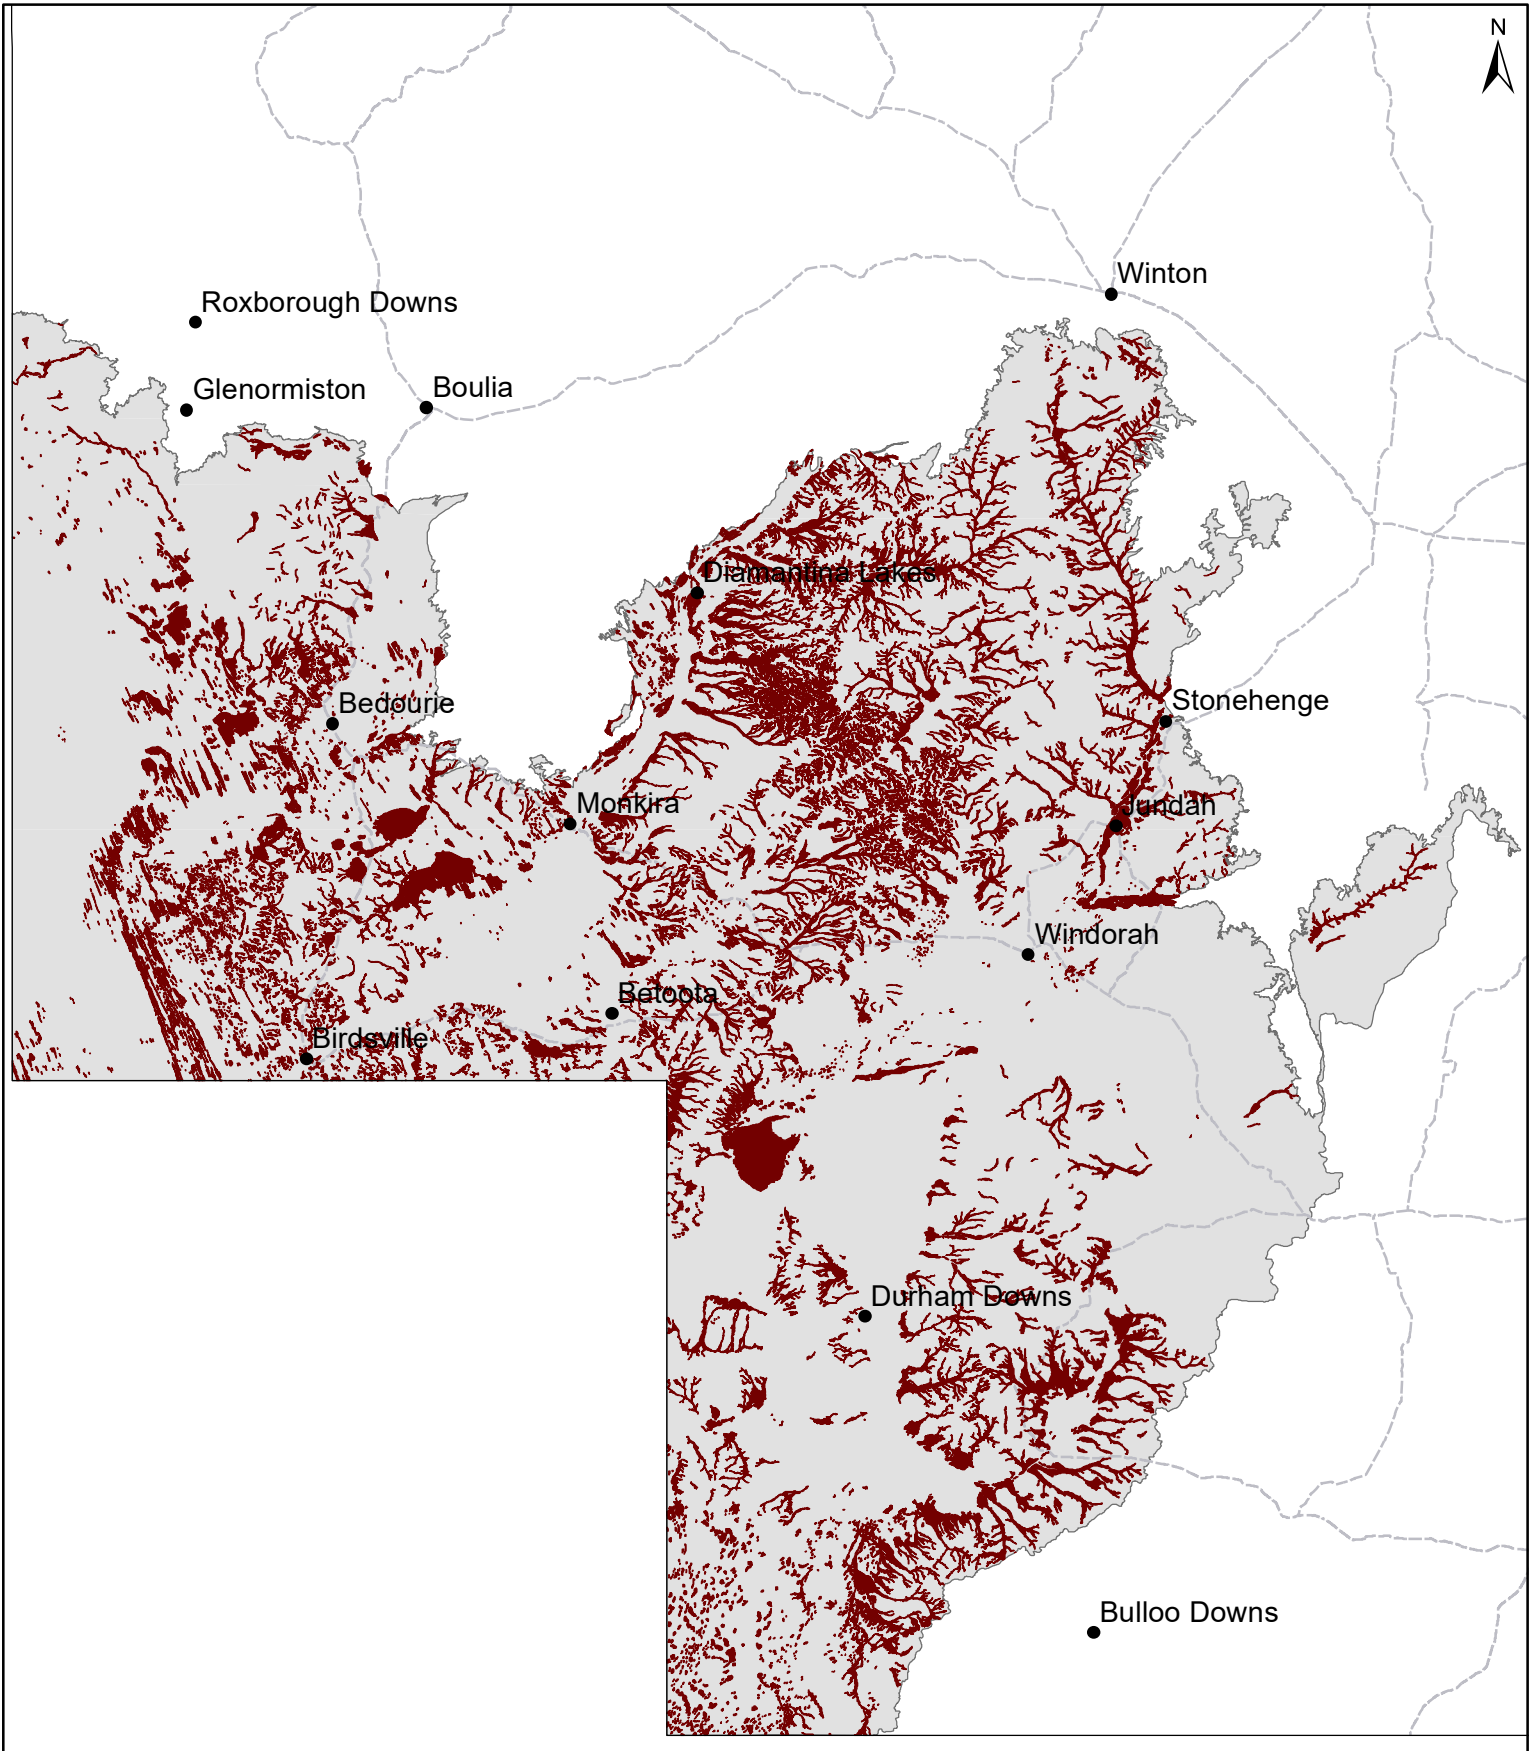 N
Winton
Roxborough Downs
Glenormiston
Boulia
Diamantina Lakes
Bedourie
Stonehenge
Monkira
Jundah
Windorah
Betoota
Birdsville
Durham Downs
Bulloo Downs